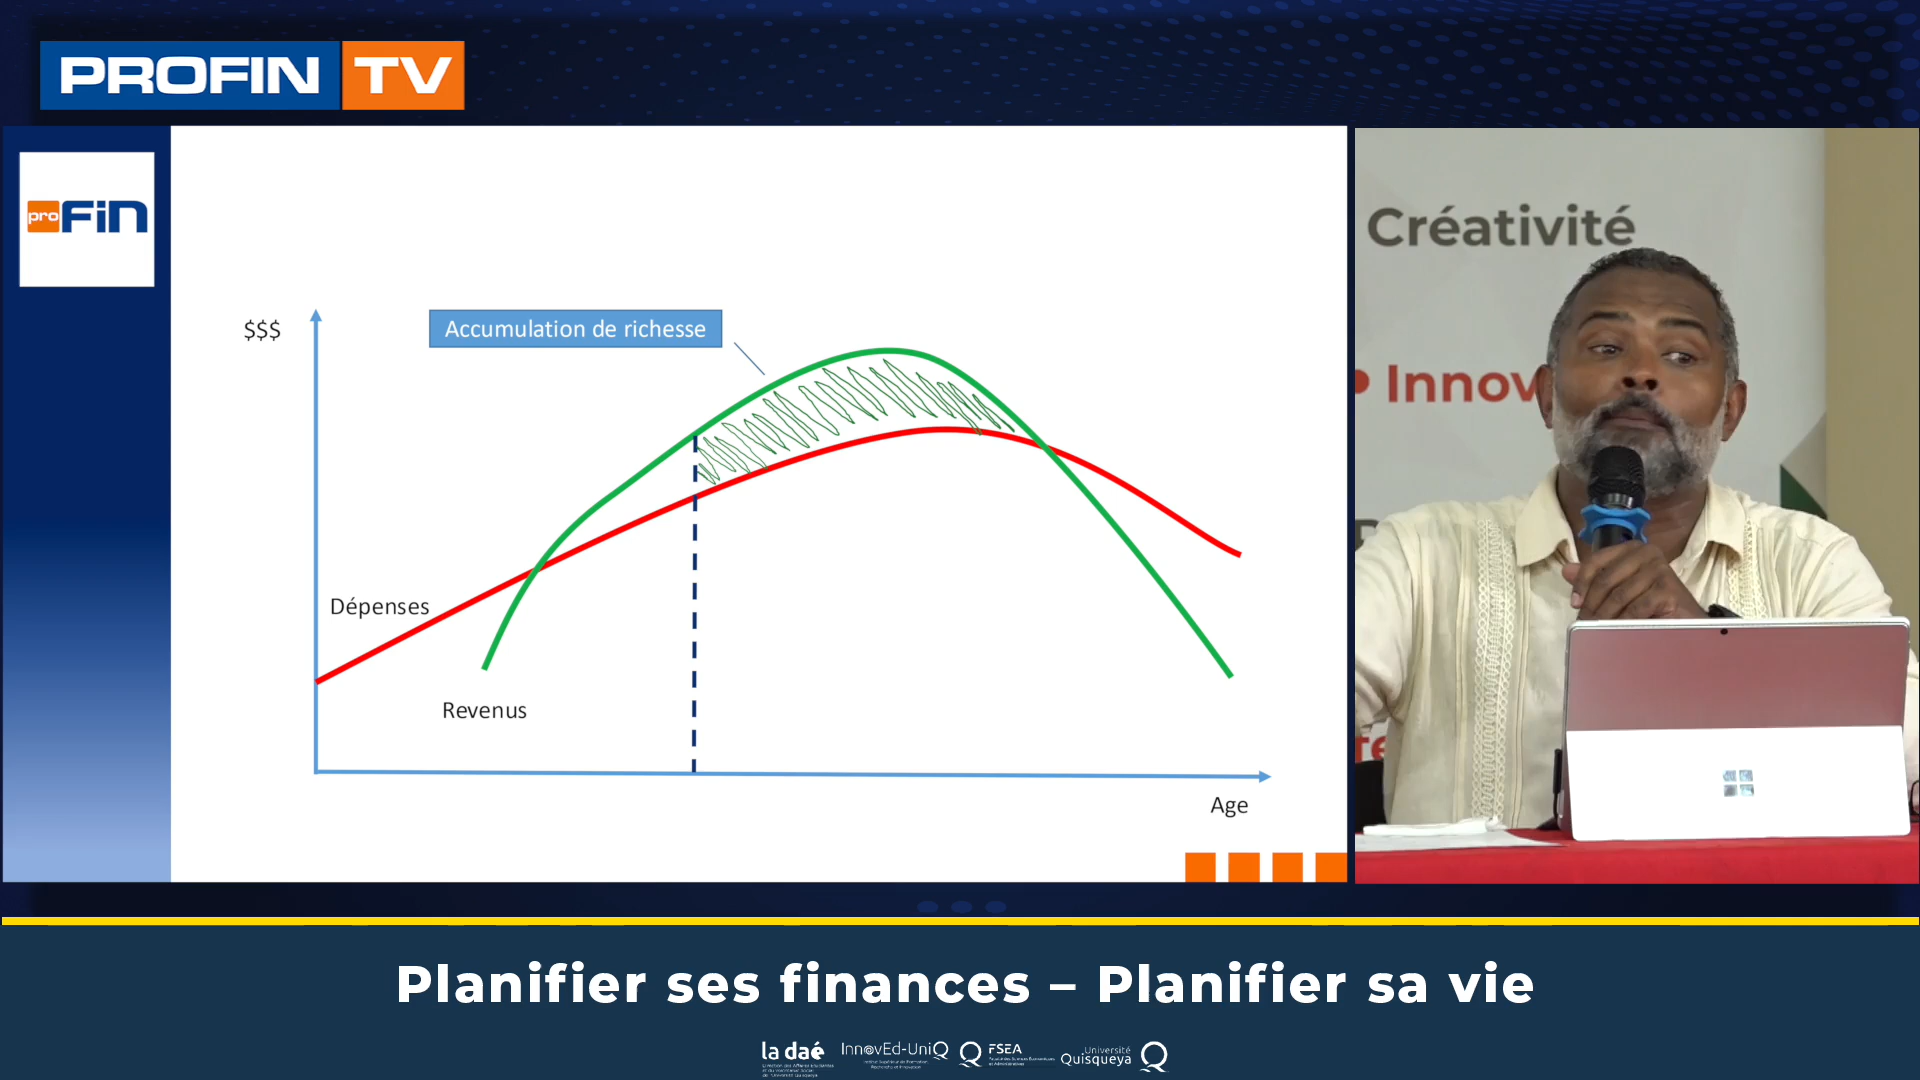 PROFIN TV
proFin
Créativité
• Innov
$$$
Accumulation de richesse
Dépenses
Revenus
Age
Planifier ses finances – Planifier sa vie
la daé
InnovEd-UniQ
FSEA
Université
Quisqueya